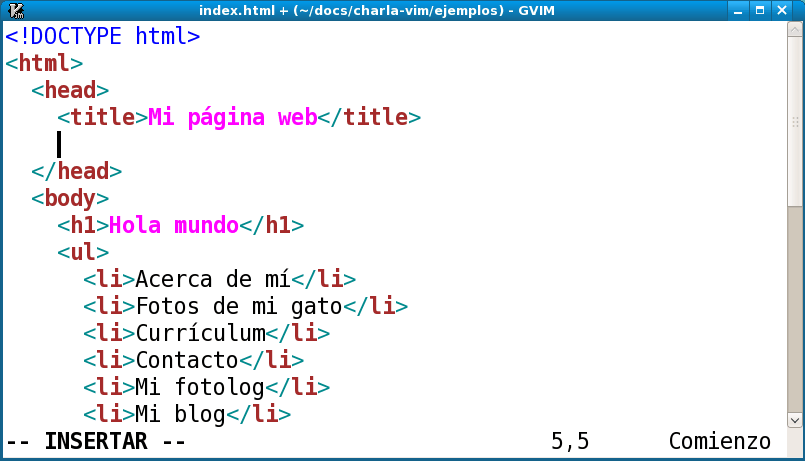 index.html + (~/docs/charla-vim/ejemplos) - GVIM
<!DOCTYPE html>
<html>
  <head>
    <title>Mi página web</title>
  </head>
  <body>
    <h1>Hola mundo</h1>
    <ul>
      <li>Acerca de mí</li>
      <li>Fotos de mi gato</li>
      <li>Currículum</li>
      <li>Contacto</li>
      <li>Mi fotolog</li>
      <li>Mi blog</li>
-- INSERTAR -- 5,5 Comienzo